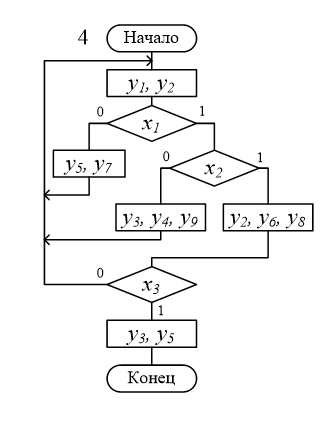 4 Начало
y1, y2
0 1
x1
y5, y7
0 1
x2
y3, y4, y9
y2, y6, y8
0
x3
1
y3, y5
Конец